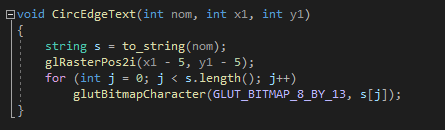 void CircEdgeText(int nom, int x1, int y1)
{
string s = to_string(nom);
glRasterPos2i(x1 - 5, y1 - 5);
for (int j = 0; j < s.length(); j++)
glutBitmapCharacter(GLUT_BITMAP_8_BY_13, s[j]);
}